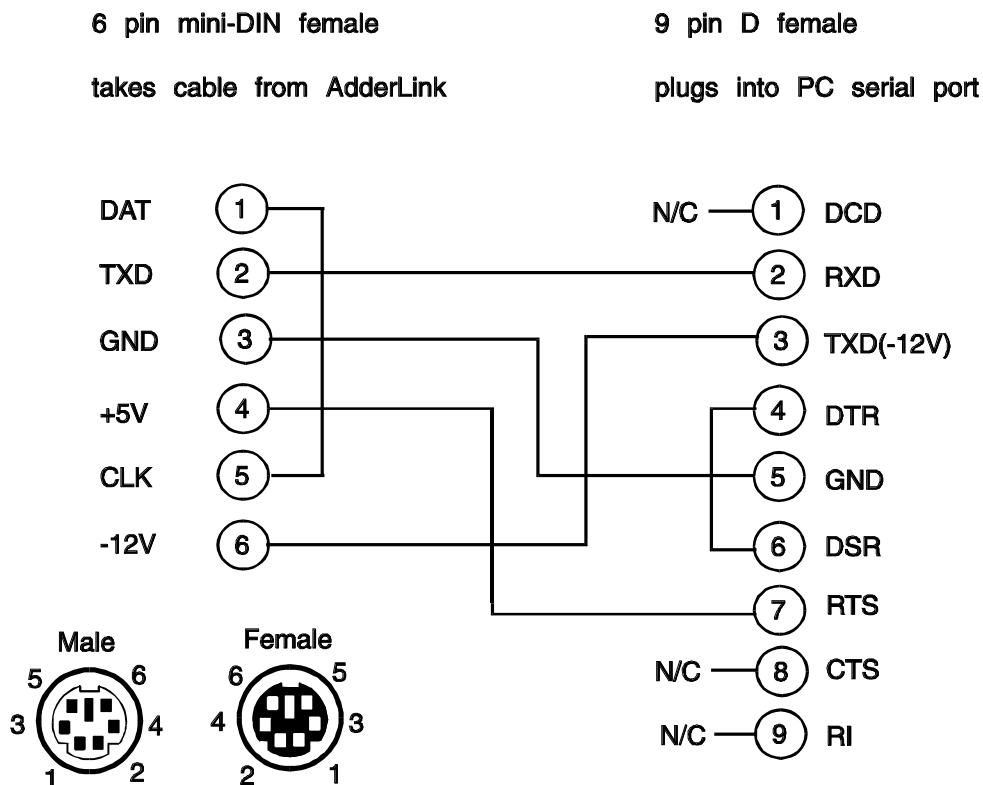 6 pin mini-DIN female
9 pin D female
takes cable from AdderLink
plugs into PC serial port
DAT 1
N/C 1 DCD
TXD 2
2 RXD
GND 3
3 TXD(-12V)
+5V 4
4 DTR
CLK 5
5 GND
-12V 6
6 DSR
7 RTS
Male
Female
N/C 8 CTS
5 6
6 5
3 4
4 3
N/C 9 RI
1 2
2 1